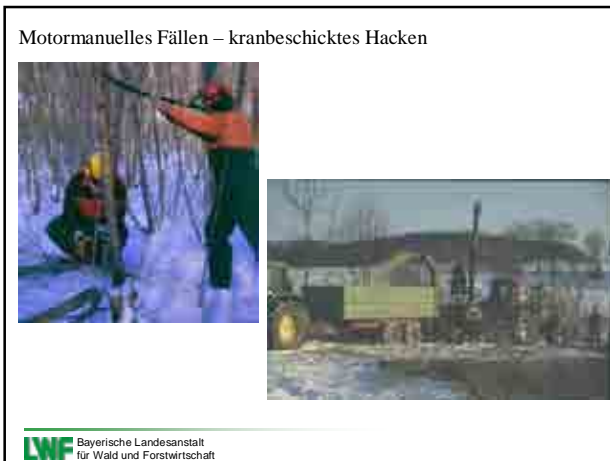 Motormanuelles Fällen – kranbeschicktes Hacken
LWF Bayerische Landesanstalt
für Wald und Forstwirtschaft